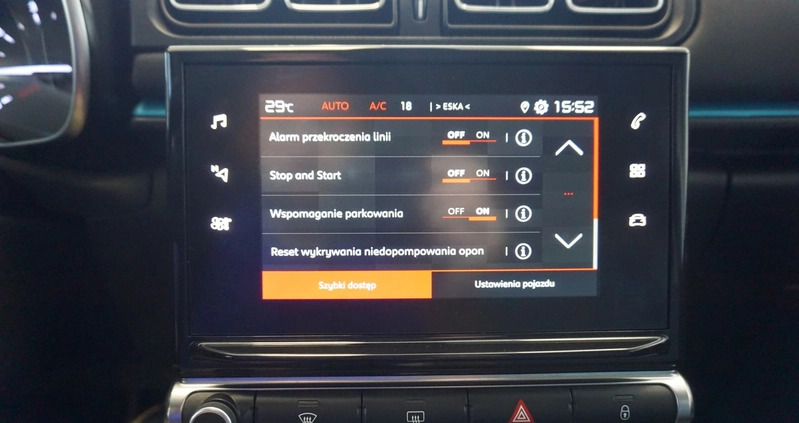 29°C AUTO A/C 18 | > ESKA < 15:52
Alarm przekroczenia linii OFF ON
Stop and Start OFF ON
Wspomaganie parkowania OFF ON
Reset wykrywania niedopompowania opon
Szybki dostęp Ustawienia pojazdu